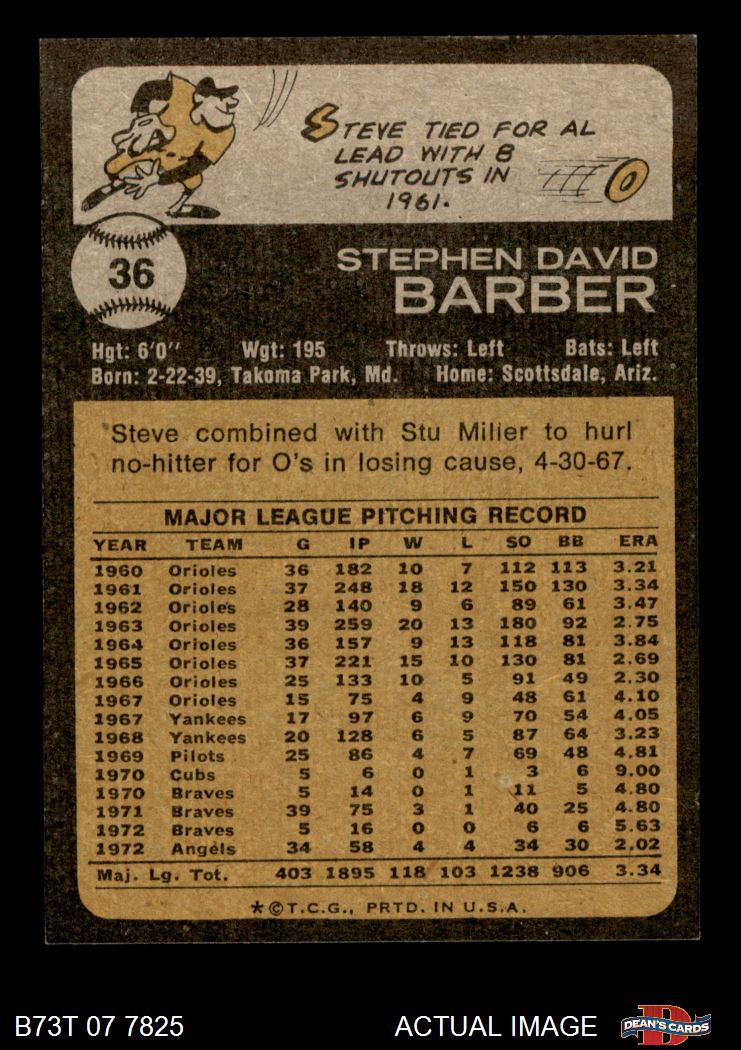 STEVE TIED FOR AL
LEAD WITH 8
SHUTOUTS IN
1961.
36
STEPHEN DAVID
BARBER
Hgt: 6'0" Wgt: 195 Throws: Left Bats: Left
Born: 2-22-39, Takoma Park, Md. Home: Scottsdale, Ariz.
Steve combined with Stu Miller to hurl
no-hitter for O's in losing cause, 4-30-67.
MAJOR LEAGUE PITCHING RECORD
YEAR TEAM G IP W L SO BB ERA
1960 Orioles 36 182 10 7 112 113 3.21
1961 Orioles 37 248 18 12 150 130 3.34
1962 Orioles 28 140 9 6 89 61 3.47
1963 Orioles 39 259 20 13 180 92 2.75
1964 Orioles 36 157 9 13 118 81 3.84
1965 Orioles 37 221 15 10 130 81 2.69
1966 Orioles 25 133 10 5 91 49 2.30
1967 Orioles 15 75 4 9 48 61 4.10
1967 Yankees 17 97 6 9 70 54 4.05
1968 Yankees 20 128 6 5 87 64 3.23
1969 Pilots 25 86 4 7 69 48 4.81
1970 Cubs 5 6 0 1 3 6 9.00
1970 Braves 5 14 0 1 11 5 4.80
1971 Braves 39 75 3 1 40 25 4.80
1972 Braves 5 16 0 0 6 6 5.63
1972 Angels 34 58 4 4 34 30 2.02
Maj. Lg. Tot. 403 1895 118 103 1238 906 3.34
*©T.C.G., PRTD. IN U.S.A.
B73T 07 7825 ACTUAL IMAGE
D
DEAN'S CARDS